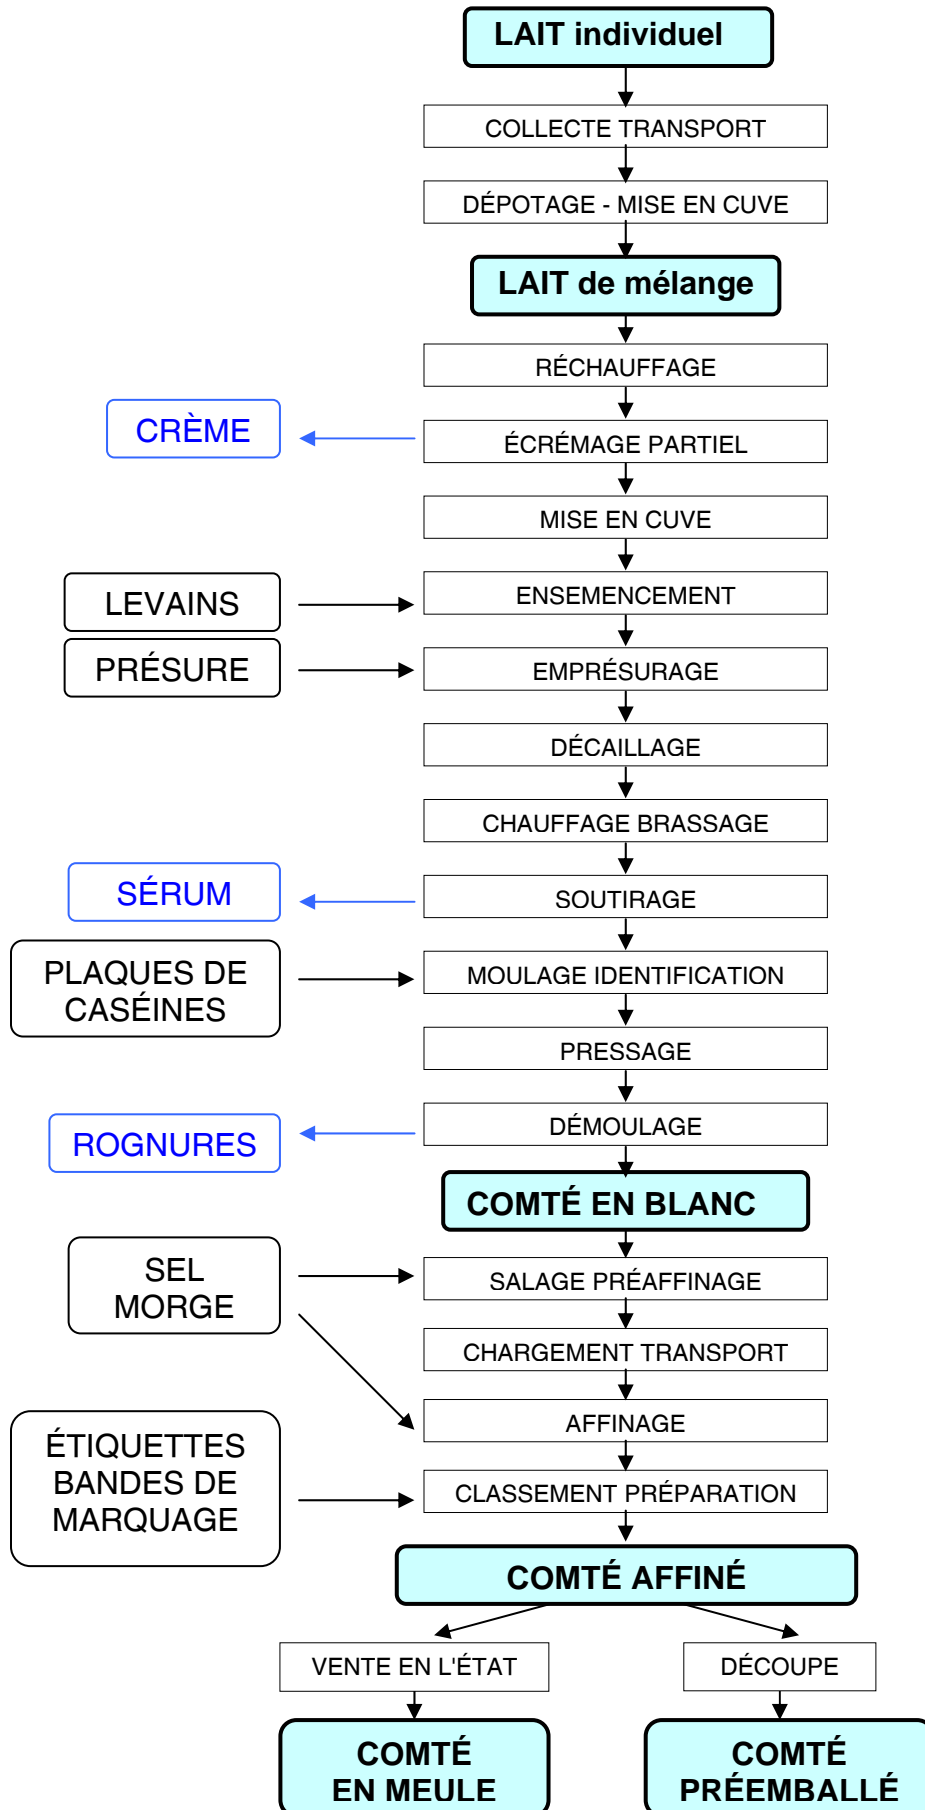 LAIT individuel
COLLECTE TRANSPORT
DÉPOTAGE - MISE EN CUVE
LAIT de mélange
RÉCHAUFFAGE
CRÈME
ÉCRÉMAGE PARTIEL
MISE EN CUVE
LEVAINS
ENSEMENCEMENT
PRÉSURE
EMPRÉSURAGE
DÉCAILLAGE
CHAUFFAGE BRASSAGE
SÉRUM
SOUTIRAGE
PLAQUES DE
CASÉINES
MOULAGE IDENTIFICATION
PRESSAGE
ROGNURES
DÉMOULAGE
COMTÉ EN BLANC
SEL
MORGE
SALAGE PRÉAFFINAGE
CHARGEMENT TRANSPORT
AFFINAGE
ÉTIQUETTES
BANDES DE
MARQUAGE
CLASSEMENT PRÉPARATION
COMTÉ AFFINÉ
VENTE EN L'ÉTAT
DÉCOUPE
COMTÉ
EN MEULE
COMTÉ
PRÉEMBALLÉ